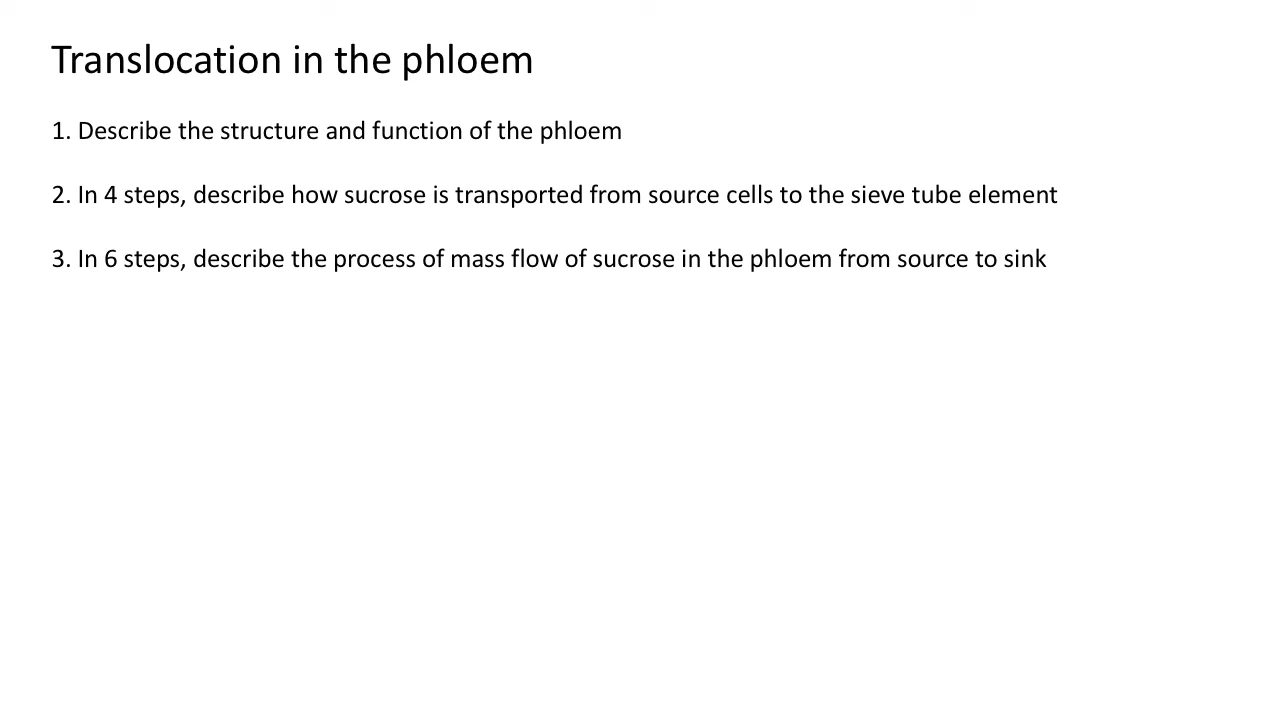 Translocation in the phloem
1. Describe the structure and function of the phloem
2. In 4 steps, describe how sucrose is transported from source cells to the sieve tube element
3. In 6 steps, describe the process of mass flow of sucrose in the phloem from source to sink